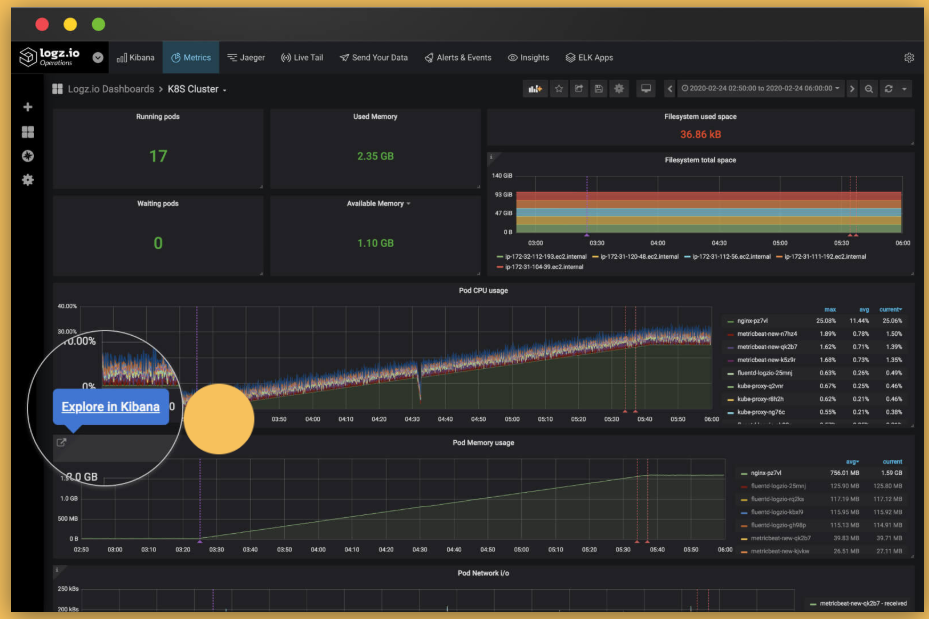 logz.io
Operations
Kibana
Metrics
Jaeger
Live Tail
Send Your Data
Alerts & Events
Insights
ELK Apps
Logz.io Dashboards > K8S Cluster
2020-02-24 02:50:00 to 2020-02-24 06:00:00
Running pods
17
Used Memory
2.35 GB
Filesystem used space
36.86 kB
Waiting pods
0
Available Memory
1.10 GB
Filesystem total space
140 GiB
93 GiB
47 GiB
0 B
03:00 03:30 04:00 04:30 05:00 05:30 06:00
ip-172-32-112-193.ec2.internal ip-172-31-120-48.ec2.internal ip-172-31-112-56.ec2.internal ip-172-31-111-192.ec2.internal
ip-172-31-104-39.ec2.internal
Pod CPU usage
40.00%
30.00%
0.00%
0%
0
Explore in Kibana
03:50 04:00 04:10 04:20 04:30 04:40 04:50 05:00 05:10 05:20 05:30 05:40 05:50 06:00
max avg current
nginx-pz7vl 25.08% 11.44% 25.06%
metricbeat-new-n7hz4 1.89% 0.78% 1.50%
metricbeat-new-qk2b7 1.62% 0.71% 1.39%
metricbeat-new-k5z9r 1.68% 0.73% 1.35%
fluentd-logzio-25mnj 0.63% 0.26% 0.49%
kube-proxy-q2vnr 0.67% 0.25% 0.46%
kube-proxy-r8h2h 0.62% 0.21% 0.46%
kube-proxy-ng76c 0.55% 0.21% 0.38%
Pod Memory usage
0 GB
1.0 GB
500 MB
0 B
02:50 03:00 03:10 03:20 03:30 03:40 03:50 04:00 04:10 04:20 04:30 04:40 04:50 05:00 05:10 05:20 05:30 05:40 05:50 06:00
avg current
nginx-pz7vl 756.01 MB 1.59 GB
fluentd-logzio-25mnj 125.90 MB 125.80 MB
fluentd-logzio-rq2ks 117.19 MB 117.12 MB
fluentd-logzio-kbxl9 115.95 MB 115.92 MB
fluentd-logzio-gh98p 115.13 MB 114.91 MB
metricbeat-new-qk2b7 39.83 MB 39.71 MB
metricbeat-new-kjvkw 26.51 MB 27.11 MB
Pod Network i/o
250 kBs
200 kBs
metricbeat-new-qk2b7 - received